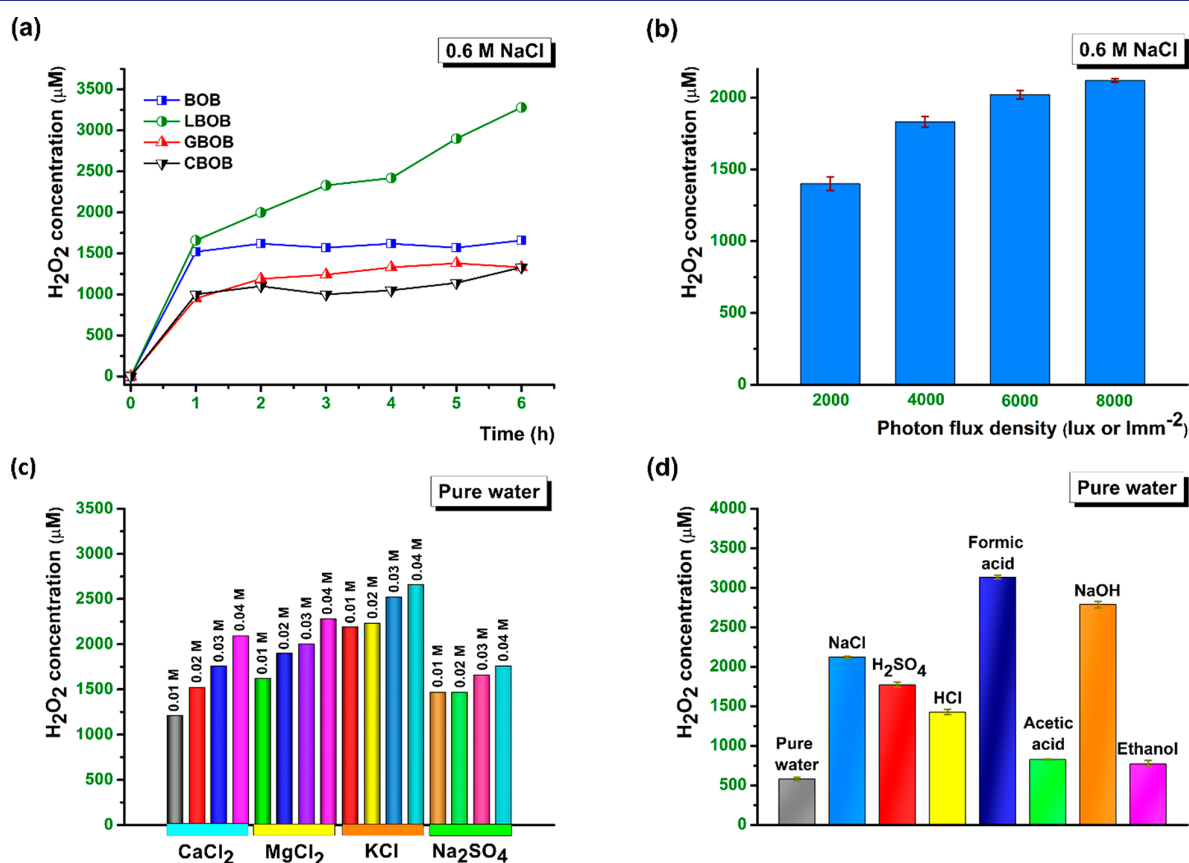 (a)
0.6 M NaCl
H₂O₂ concentration (μM)
3500
3000
2500
2000
1500
1000
500
0
BOB
LBOB
GBOB
CBOB
0 1 2 3 4 5 6
Time (h)
(b)
0.6 M NaCl
H₂O₂ concentration (μM)
2000
1500
1000
500
0
2000 4000 6000 8000
Photon flux density (lux or lmm⁻²)
(c)
Pure water
H₂O₂ concentration (μM)
3500
3000
2500
2000
1500
1000
500
0
0.01 M
0.02 M
0.03 M
0.04 M
0.01 M
0.02 M
0.03 M
0.04 M
0.01 M
0.02 M
0.03 M
0.04 M
0.01 M
0.02 M
0.03 M
0.04 M
CaCl₂ MgCl₂ KCl Na₂SO₄
(d)
Pure water
H₂O₂ concentration (μM)
4000
3500
3000
2500
2000
1500
1000
500
0
Pure
water
NaCl
H₂SO₄
HCl
Formic
acid
Acetic
acid
NaOH
Ethanol